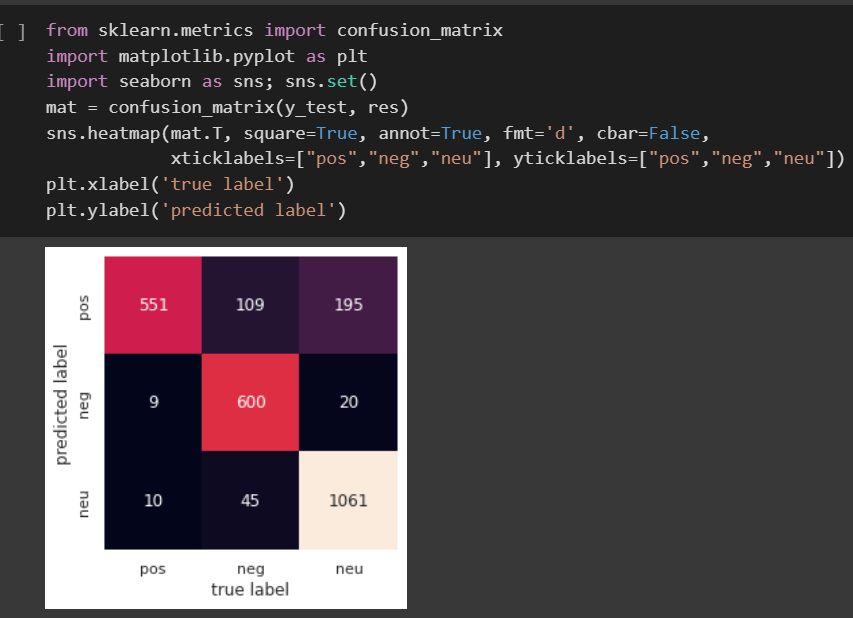 [ ] from sklearn.metrics import confusion_matrix
import matplotlib.pyplot as plt
import seaborn as sns; sns.set()
mat = confusion_matrix(y_test, res)
sns.heatmap(mat.T, square=True, annot=True, fmt='d', cbar=False,
            xticklabels=["pos","neg","neu"], yticklabels=["pos","neg","neu"])
plt.xlabel('true label')
plt.ylabel('predicted label')
predicted label
pos 551 109 195
neg 9 600 20
neu 10 45 1061
pos neg neu
true label